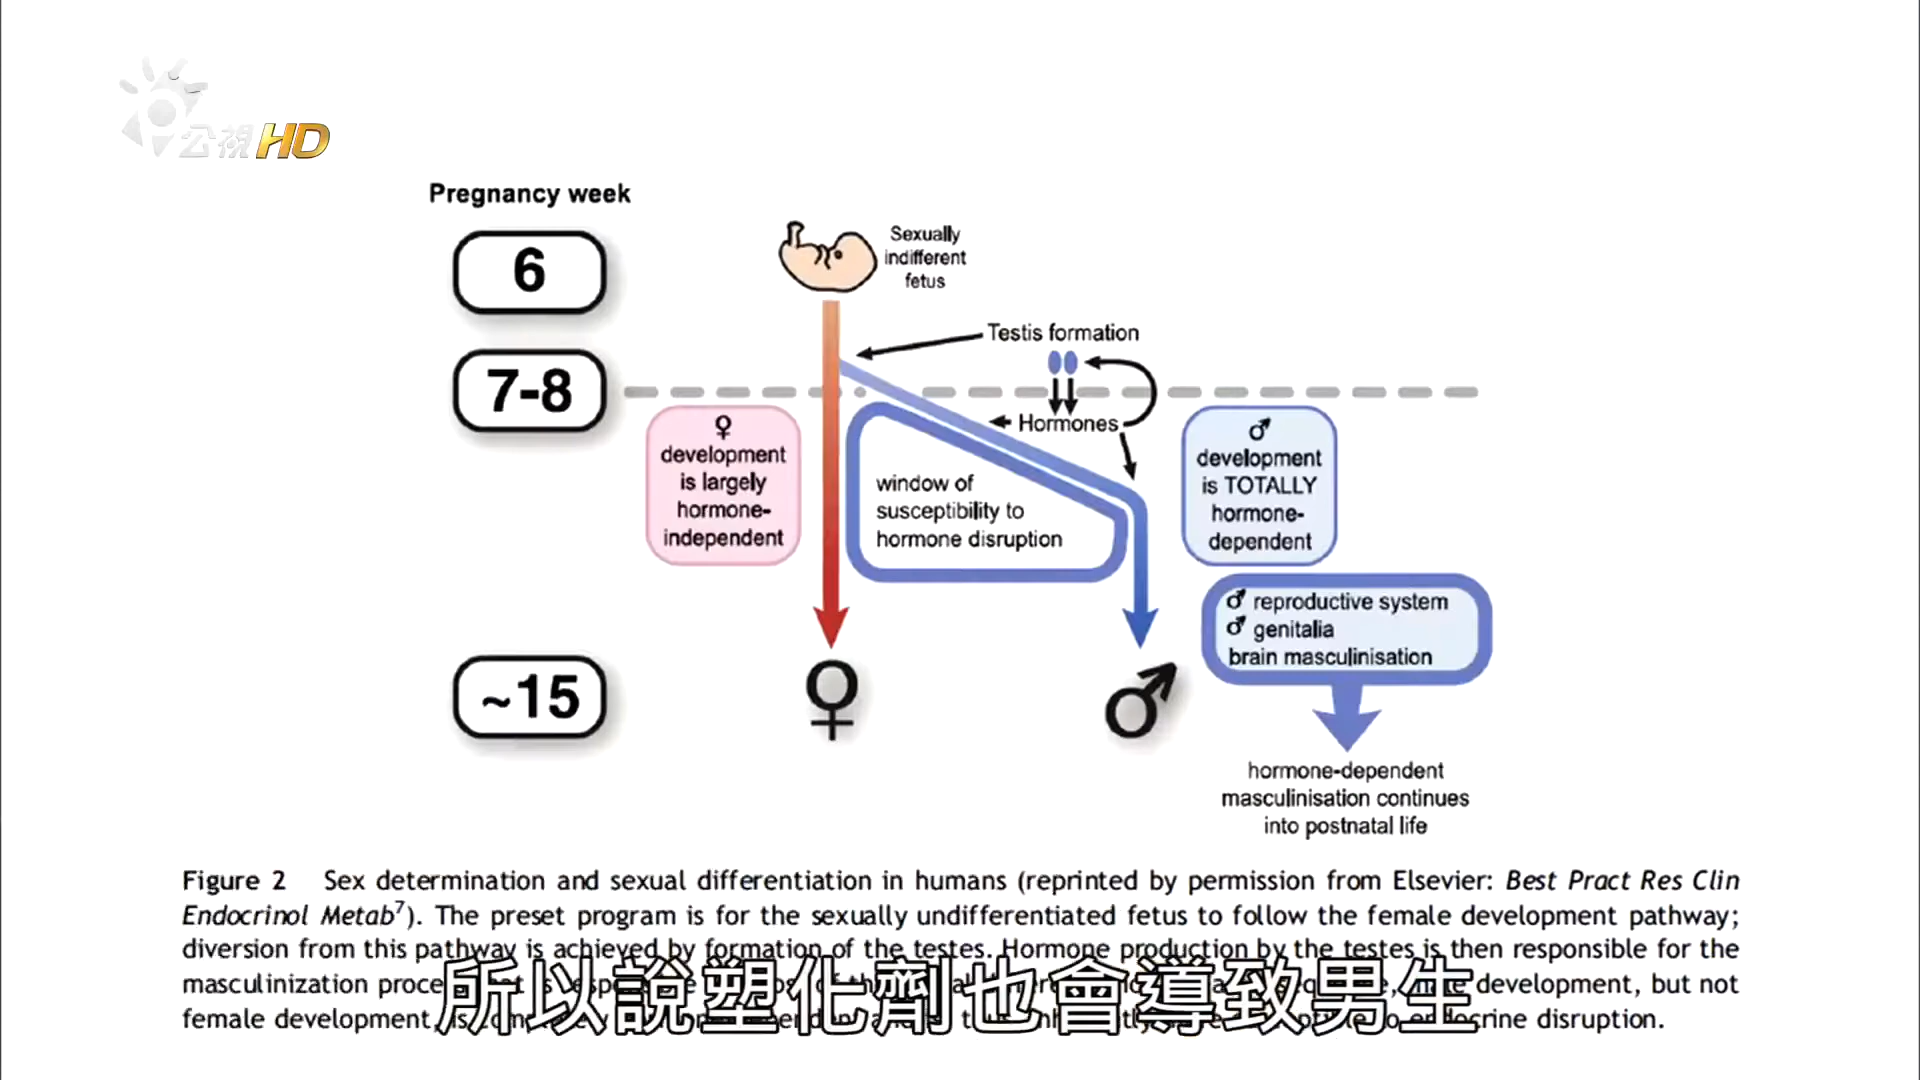 公視HD
Pregnancy week
6
Sexually
indifferent
fetus
Testis formation
7-8
Hormones
♀
development
is largely
hormone-
independent
window of
susceptibility to
hormone disruption
♂
development
is TOTALLY
hormone-
dependent
♂ reproductive system
♂ genitalia
brain masculinisation
~15
♀
♂
hormone-dependent
masculinisation continues
into postnatal life
Figure 2 Sex determination and sexual differentiation in humans (reprinted by permission from Elsevier: Best Pract Res Clin
Endocrinol Metab7). The preset program is for the sexually undifferentiated fetus to follow the female development pathway;
diversion from this pathway is achieved by formation of the testes. Hormone production by the testes is then responsible for the
masculinization development, but not
female development, endocrine disruption.
所以說塑化劑也會導致男生